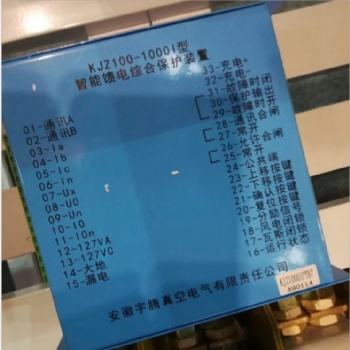 KJZ100-1000I型
智能馈电综合保护装置
01-通讯A
02-通讯B
03-Ia
04-Ib
05-Ic
06-In
07-Ux
08-U0
09-Un
10-IO
11-IOn
12-127VA
13-127VC
14-大地
15-漏电
33-充电+
32-充电-
31-故障时闭
30-保护输出
29-故障时开
28-通讯合闸
27-常开
26-允许合闸
25-常开
24-公共端
23-上移按键
22-下移按键
21-确认按键
20-复位按键
19-分励信号
18-风电闭锁
17-瓦斯闭锁
16-运行状态
安徽宇腾真空电气有限责任公司
A00114